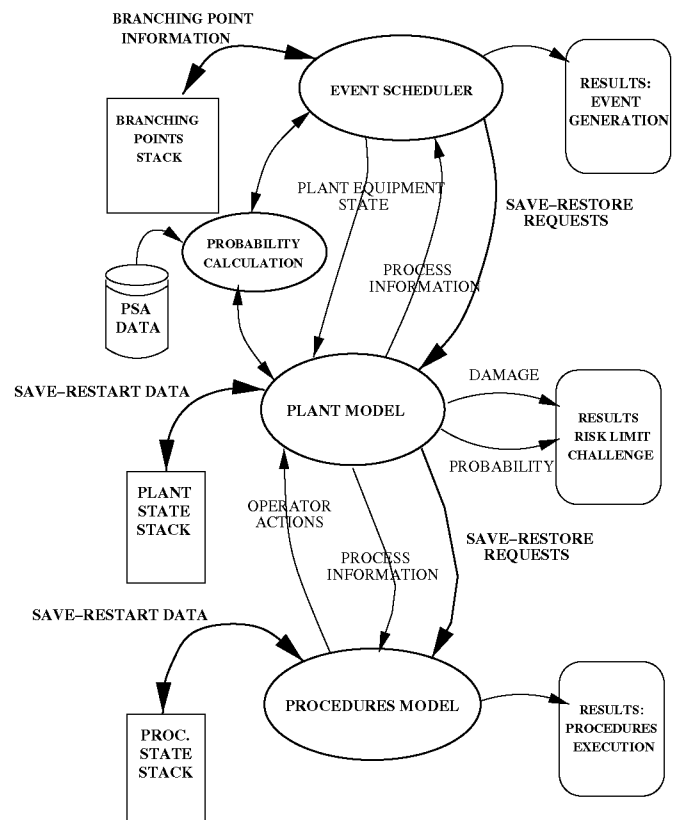 BRANCHING POINT
INFORMATION
EVENT SCHEDULER
RESULTS:
EVENT
GENERATION
BRANCHING
POINTS
STACK
PLANT EQUIPMENT
STATE
SAVE–RESTORE
REQUESTS
PROBABILITY
CALCULATION
PROCESS
INFORMATION
PSA
DATA
SAVE–RESTART DATA
PLANT MODEL
DAMAGE
PROBABILITY
RESULTS
RISK LIMIT
CHALLENGE
PLANT
STATE
STACK
OPERATOR
ACTIONS
PROCESS
INFORMATION
SAVE–RESTORE
REQUESTS
SAVE–RESTART DATA
PROCEDURES MODEL
RESULTS:
PROCEDURES
EXECUTION
PROC.
STATE
STACK